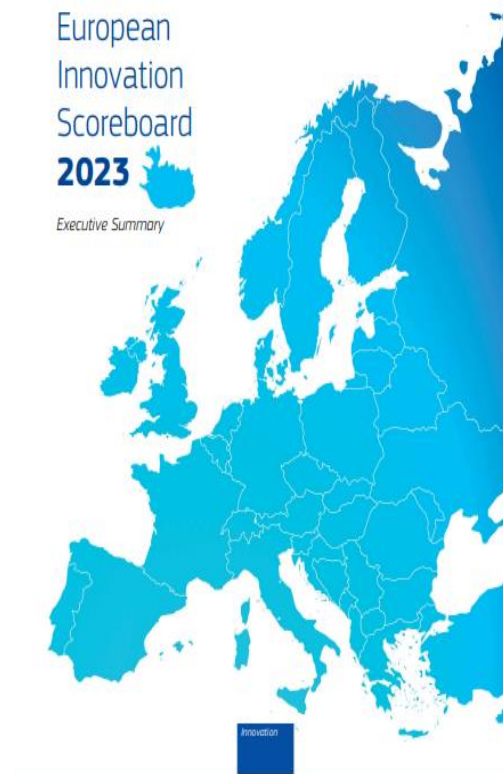 European
Innovation
Scoreboard
2023
Executive Summary
Innovation